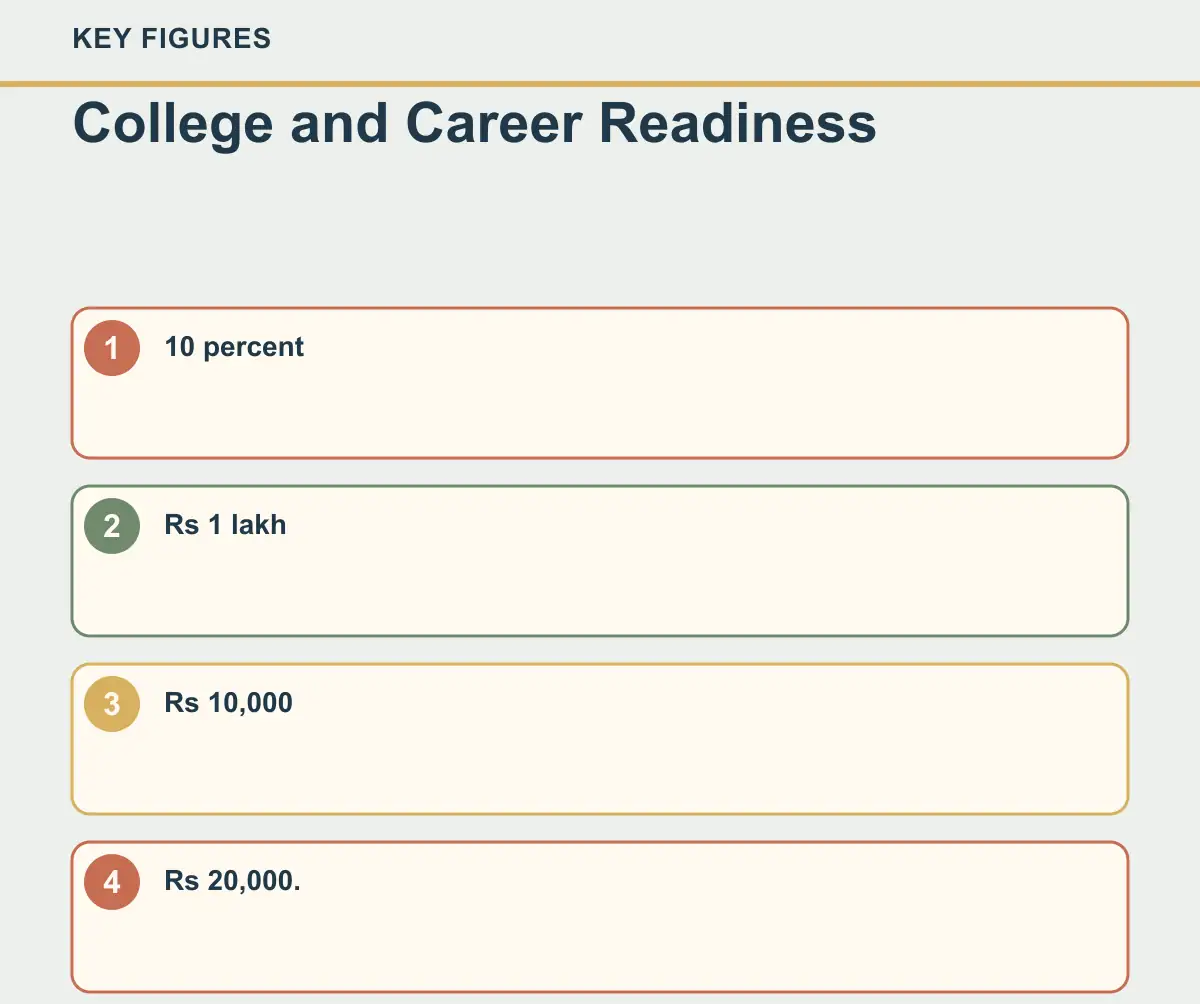 KEY FIGURES
College and Career Readiness
1 10 percent
2 Rs 1 lakh
3 Rs 10,000
4 Rs 20,000.